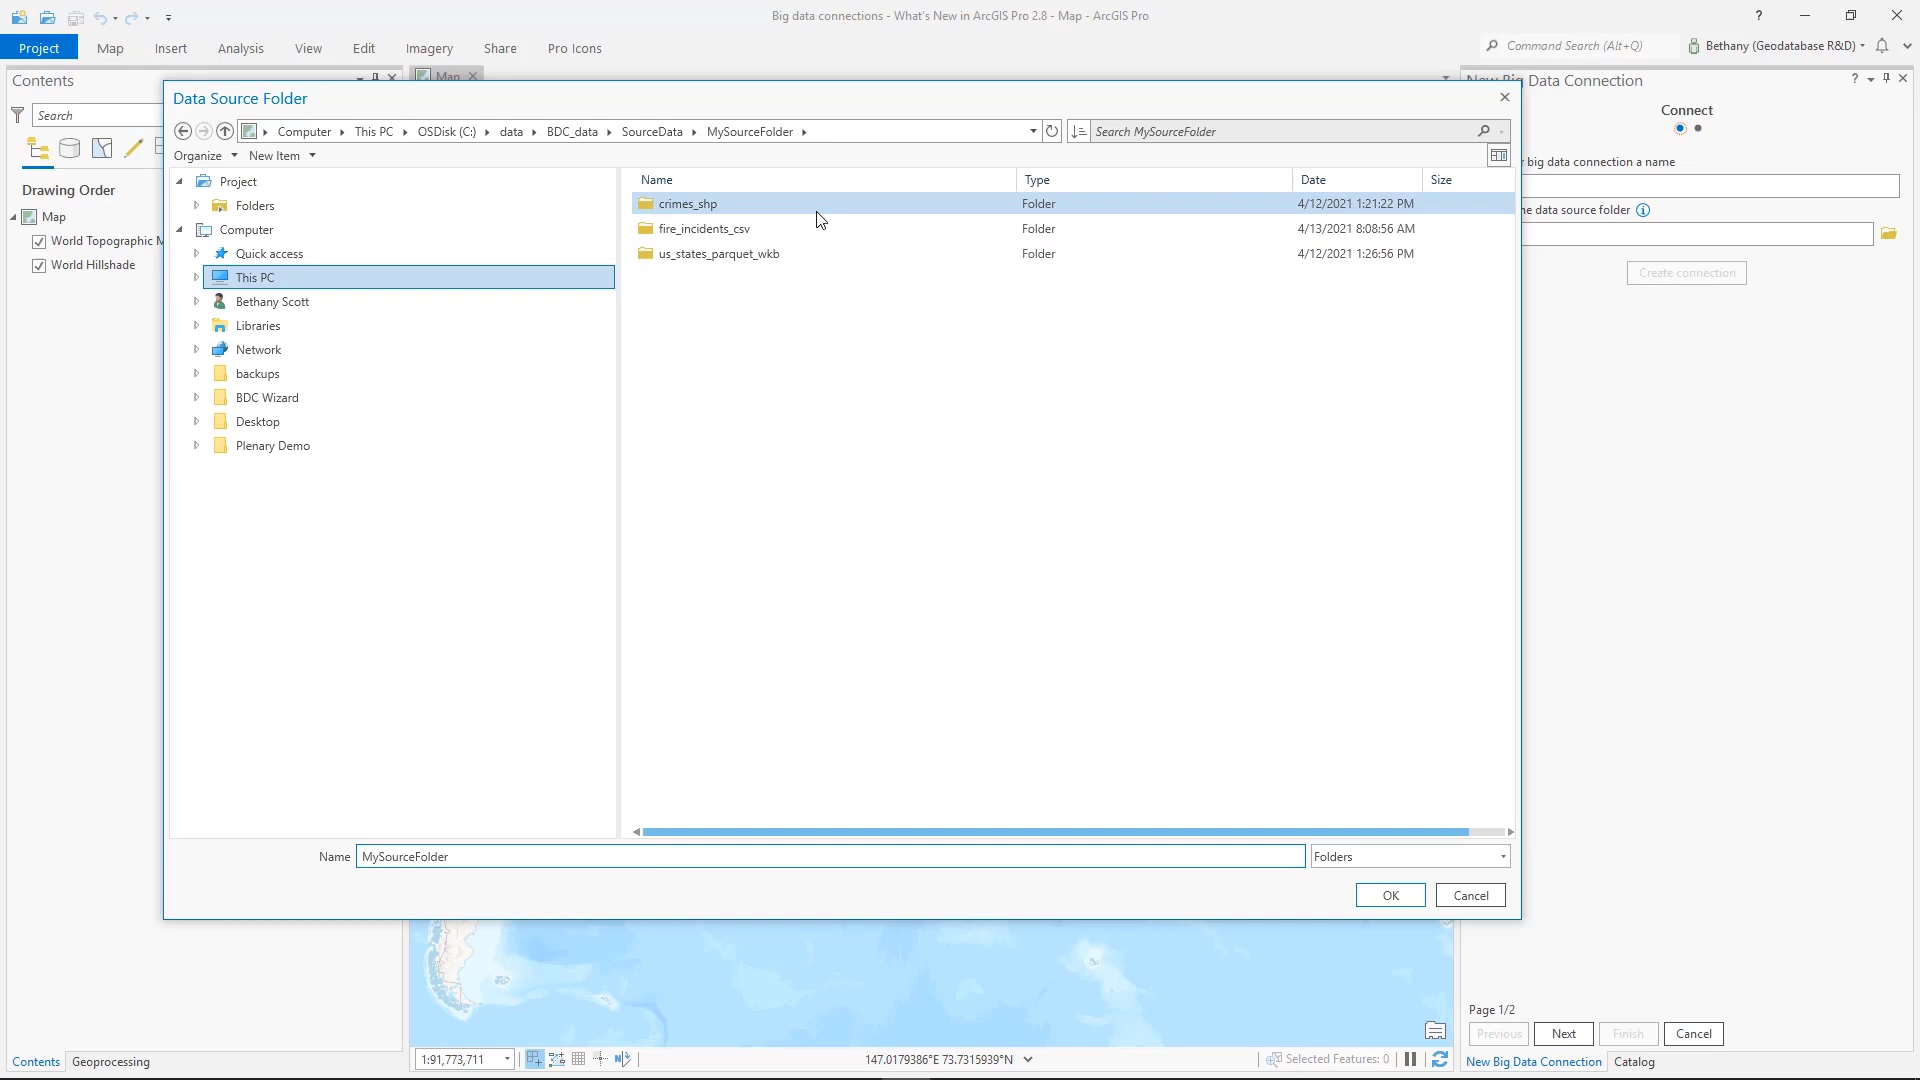 Big data connections - What's New in ArcGIS Pro 2.8 - Map - ArcGIS Pro
?
Project Map Insert Analysis View Edit Imagery Share Pro Icons
Command Search (Alt+Q)
Bethany (Geodatabase R&D)
Contents
Search
Drawing Order
Map
World Topographic M
World Hillshade
Map
Data Source Folder
Computer This PC OSDisk (C:) data BDC_data SourceData MySourceFolder
Search MySourceFolder
Organize New Item
Project
Folders
Computer
Quick access
This PC
Bethany Scott
Libraries
Network
backups
BDC Wizard
Desktop
Plenary Demo
Name Type Date Size
crimes_shp Folder 4/12/2021 1:21:22 PM
fire_incidents_csv Folder 4/13/2021 8:08:56 AM
us_states_parquet_wkb Folder 4/12/2021 1:26:56 PM
Name MySourceFolder Folders
OK Cancel
Data Connection
?
Connect
big data connection a name
data source folder
Create connection
Page 1/2
Previous Next Finish Cancel
New Big Data Connection Catalog
Contents Geoprocessing
1:91,773,711
147.0179386°E 73.7315939°N
Selected Features: 0